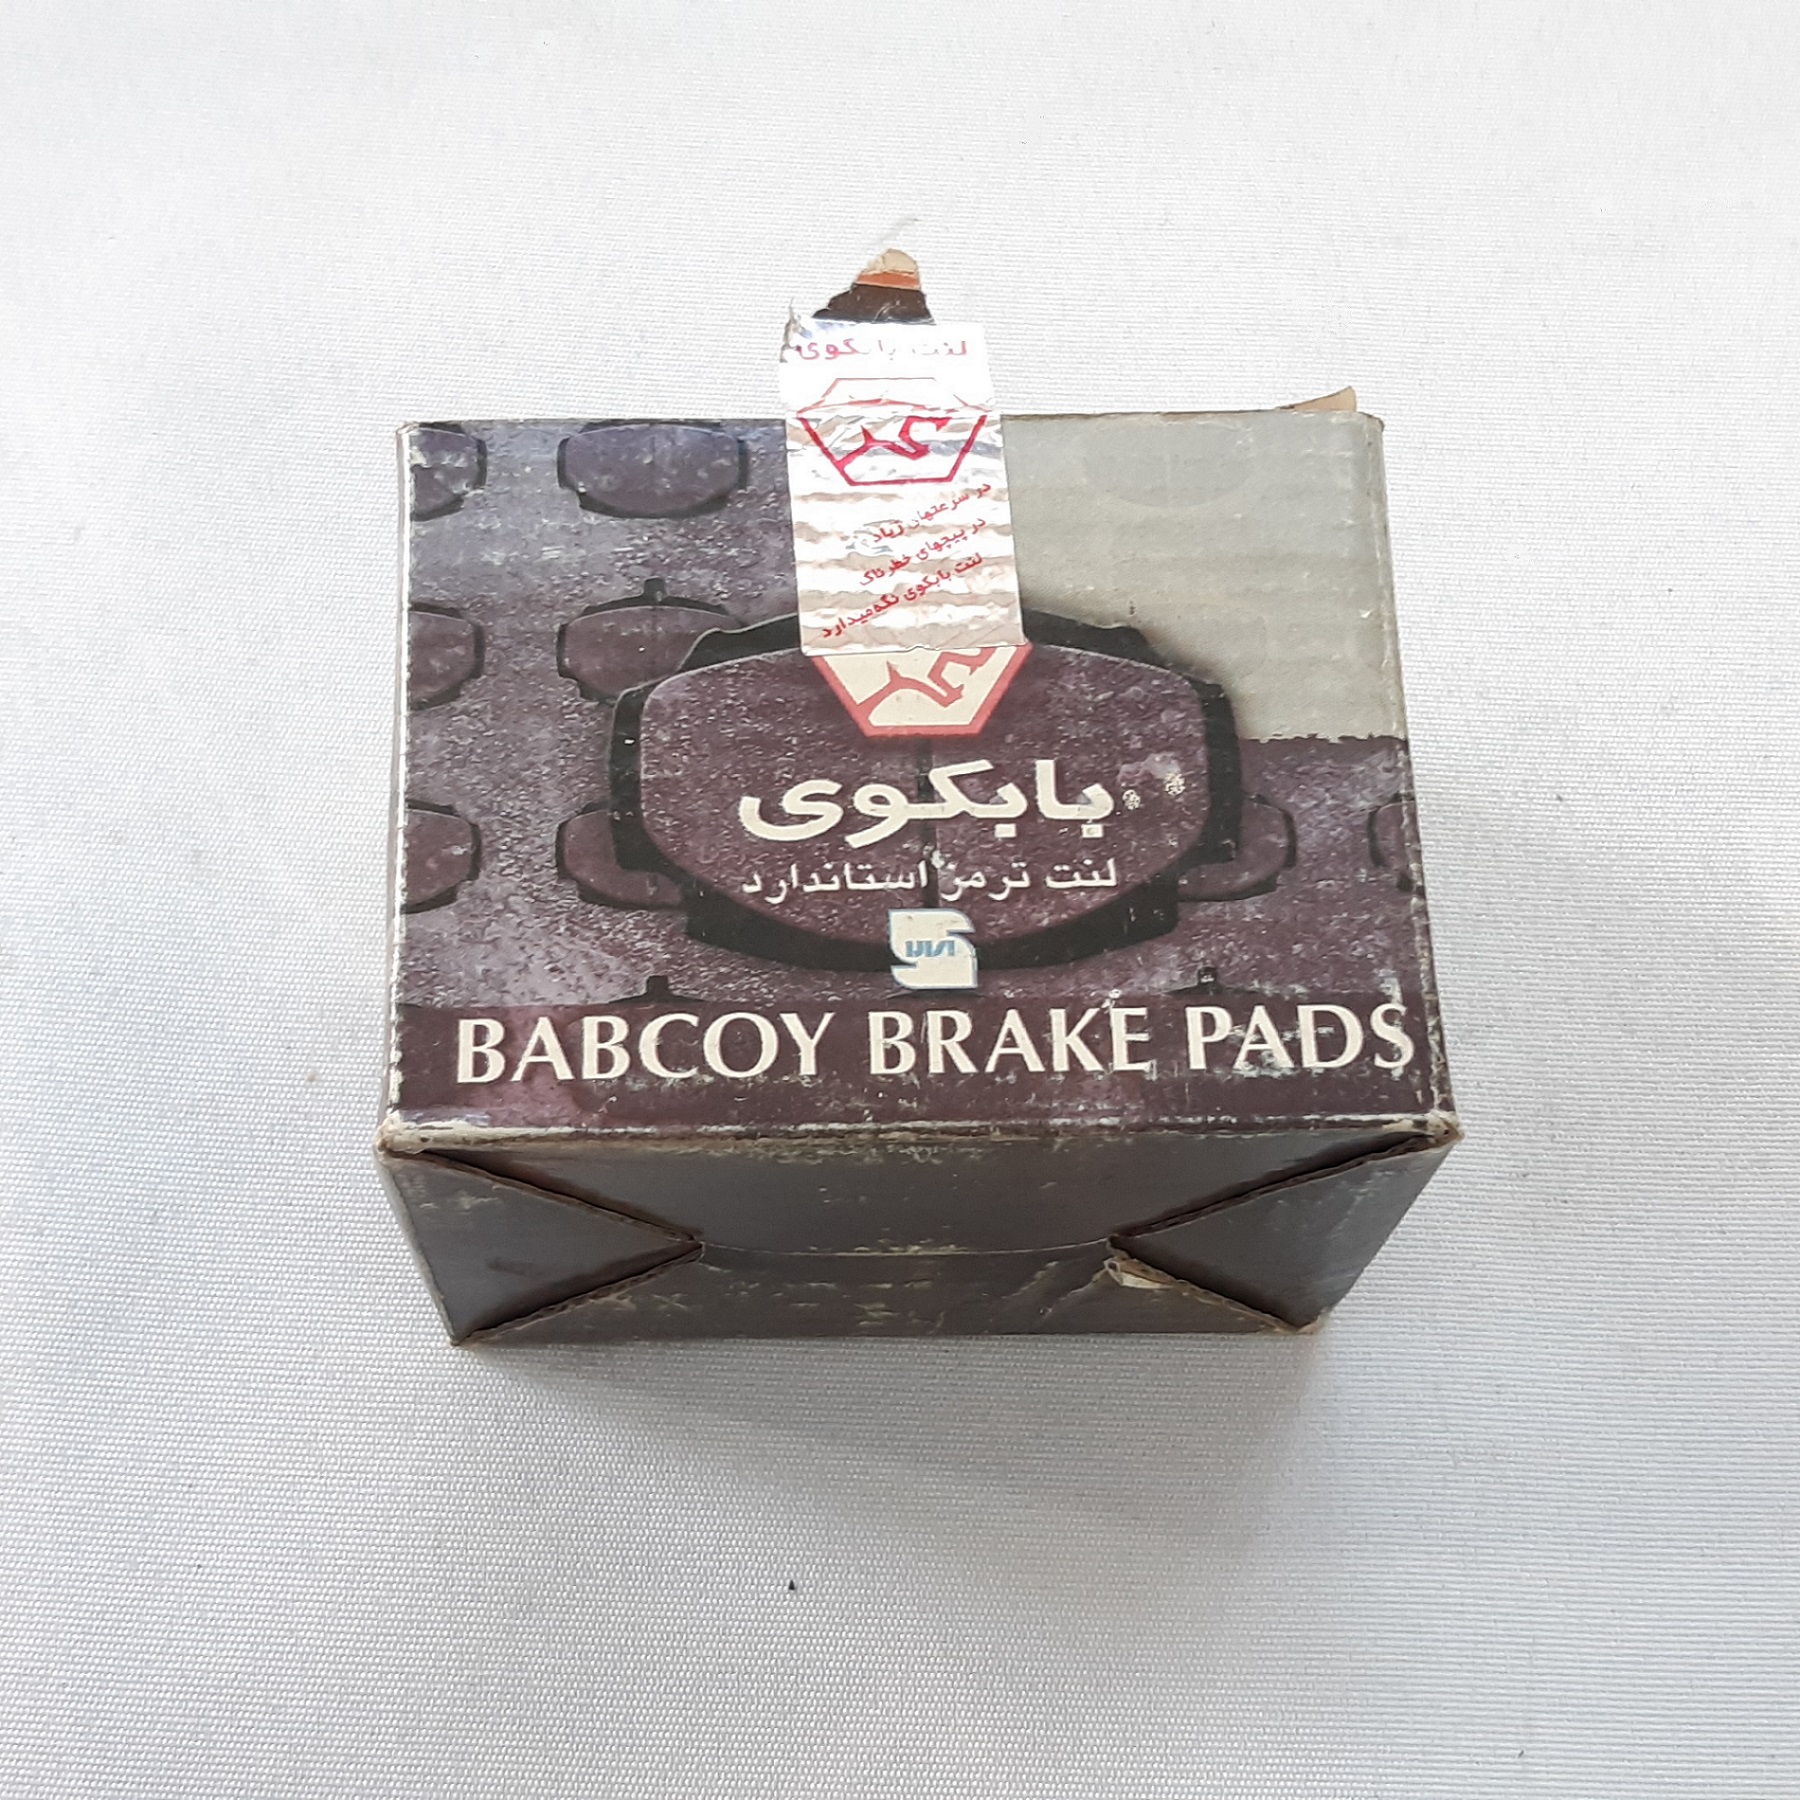 لنت بابکوی
در سرعتهای زیاد
در پیچهای خطرناک
لنت بابکوی نگه میدارد
بابکوی
لنت ترمز استاندارد
BABCOY BRAKE PADS